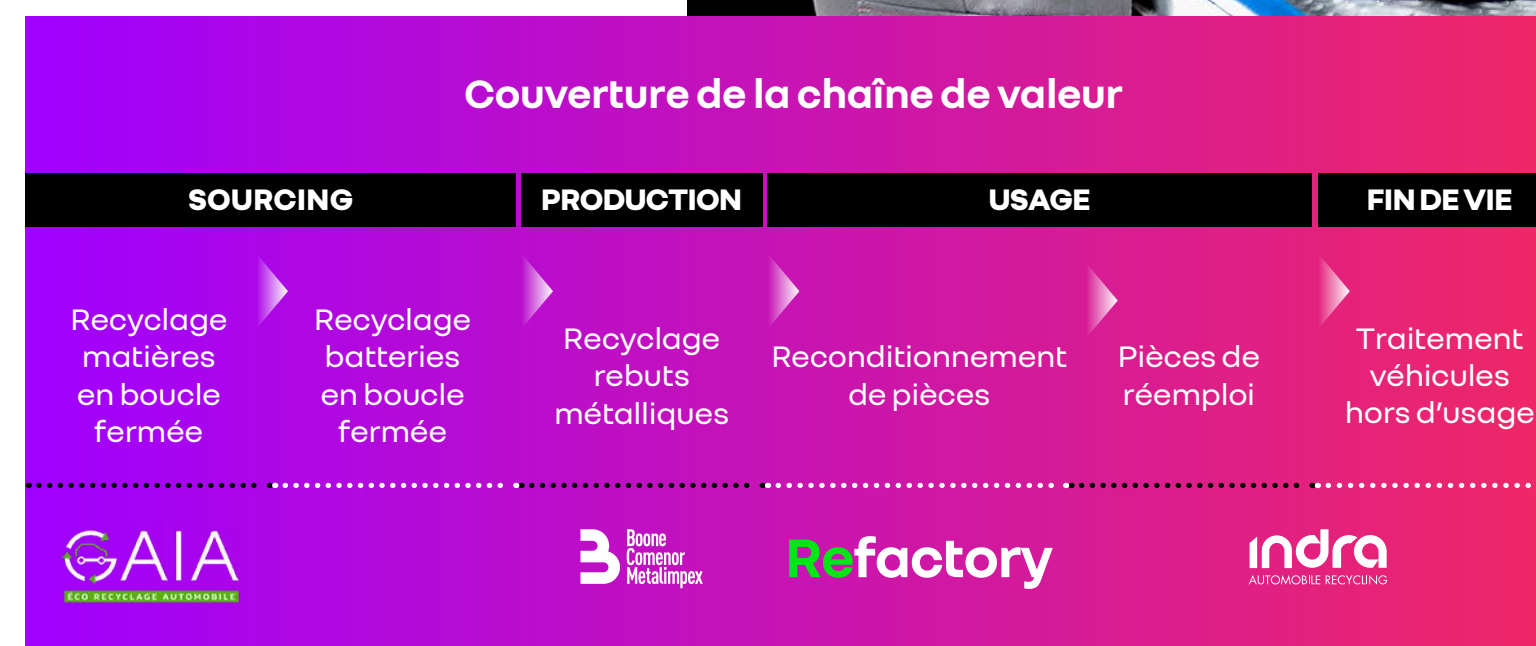 Couverture de la chaîne de valeur
SOURCING
PRODUCTION
USAGE
FIN DE VIE
Recyclage
matières
en boucle
fermée
Recyclage
batteries
en boucle
fermée
Recyclage
rebuts
métalliques
Reconditionnement
de pièces
Pièces de
réemploi
Traitement
véhicules
hors d’usage
GAIA
ÉCO RECYCLAGE AUTOMOBILE
B
Boone
Comenor
Metalimpex
Refactory
indra
AUTOMOBILE RECYCLING